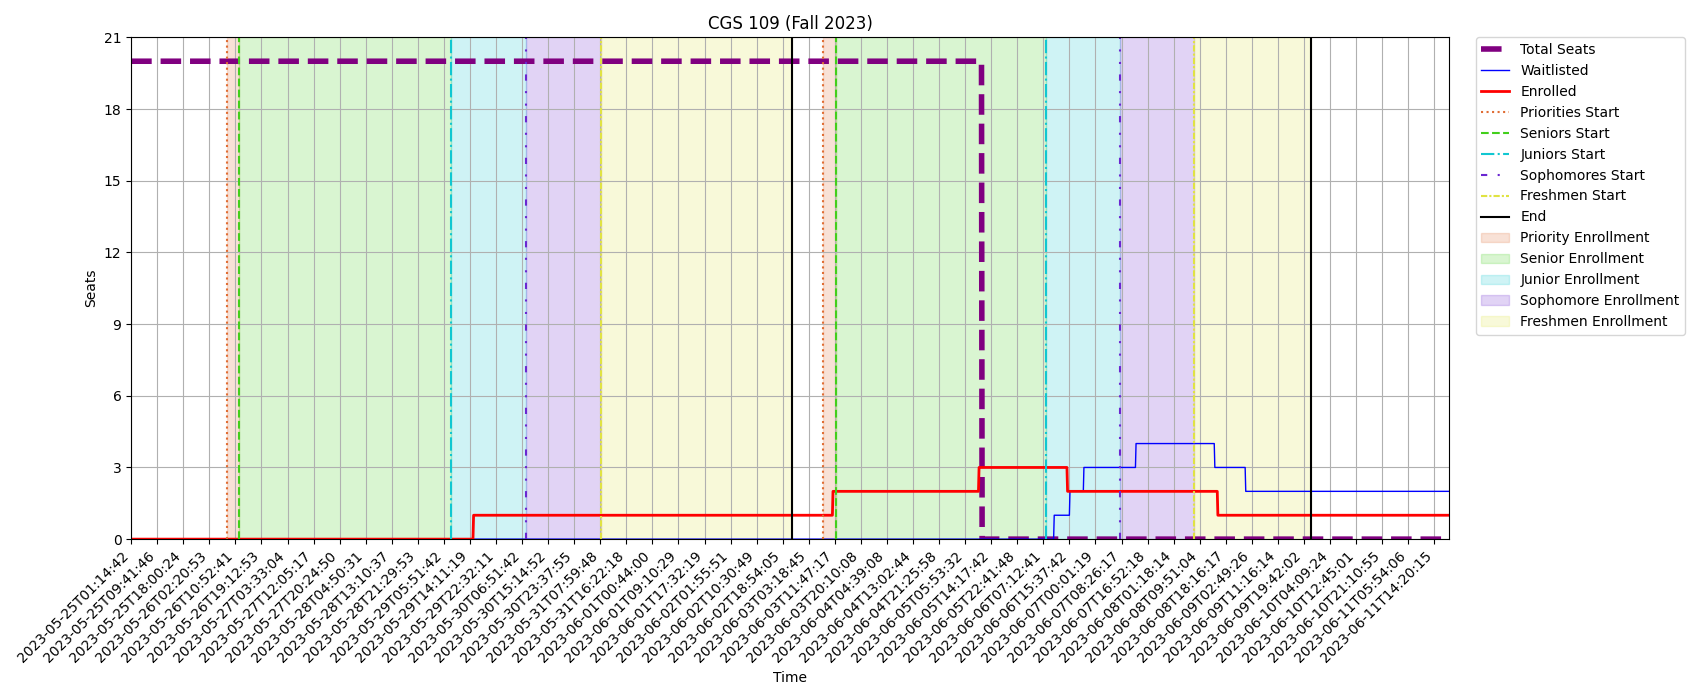 CGS 109 (Fall 2023)
21
18
15
12
9
6
3
0
Seats
2023-05-25T01:14:42
2023-05-25T09:41:46
2023-05-25T18:00:24
2023-05-26T02:20:53
2023-05-26T10:52:41
2023-05-26T19:12:53
2023-05-27T03:33:04
2023-05-27T12:05:17
2023-05-27T20:24:50
2023-05-28T04:50:31
2023-05-28T13:10:37
2023-05-28T21:29:53
2023-05-29T05:51:42
2023-05-29T14:11:19
2023-05-29T22:32:11
2023-05-30T06:51:42
2023-05-30T15:14:52
2023-05-30T23:37:55
2023-05-31T07:59:48
2023-05-31T16:22:18
2023-06-01T00:44:00
2023-06-01T09:10:29
2023-06-01T17:32:19
2023-06-02T01:55:51
2023-06-02T10:30:49
2023-06-02T18:54:05
2023-06-03T03:18:45
2023-06-03T11:47:17
2023-06-03T20:10:08
2023-06-04T04:39:08
2023-06-04T13:02:44
2023-06-04T21:25:58
2023-06-05T05:53:32
2023-06-05T14:17:42
2023-06-05T22:41:48
2023-06-06T07:12:41
2023-06-06T15:37:42
2023-06-07T00:01:19
2023-06-07T08:26:17
2023-06-07T16:52:18
2023-06-08T01:18:14
2023-06-08T09:51:04
2023-06-08T18:16:17
2023-06-09T02:49:26
2023-06-09T11:16:14
2023-06-09T19:42:02
2023-06-10T04:09:24
2023-06-10T12:45:01
2023-06-10T21:10:55
2023-06-11T05:54:06
2023-06-11T14:20:15
Time
Total Seats
Waitlisted
Enrolled
Priorities Start
Seniors Start
Juniors Start
Sophomores Start
Freshmen Start
End
Priority Enrollment
Senior Enrollment
Junior Enrollment
Sophomore Enrollment
Freshmen Enrollment